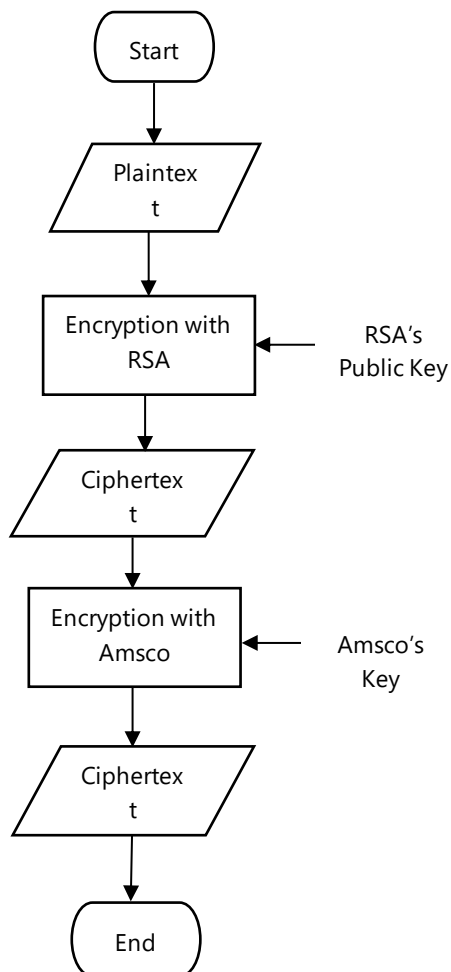 Start
Plaintex
t
Encryption with
RSA
RSA’s
Public Key
Ciphertex
t
Encryption with
Amsco
Amsco’s
Key
Ciphertex
t
End